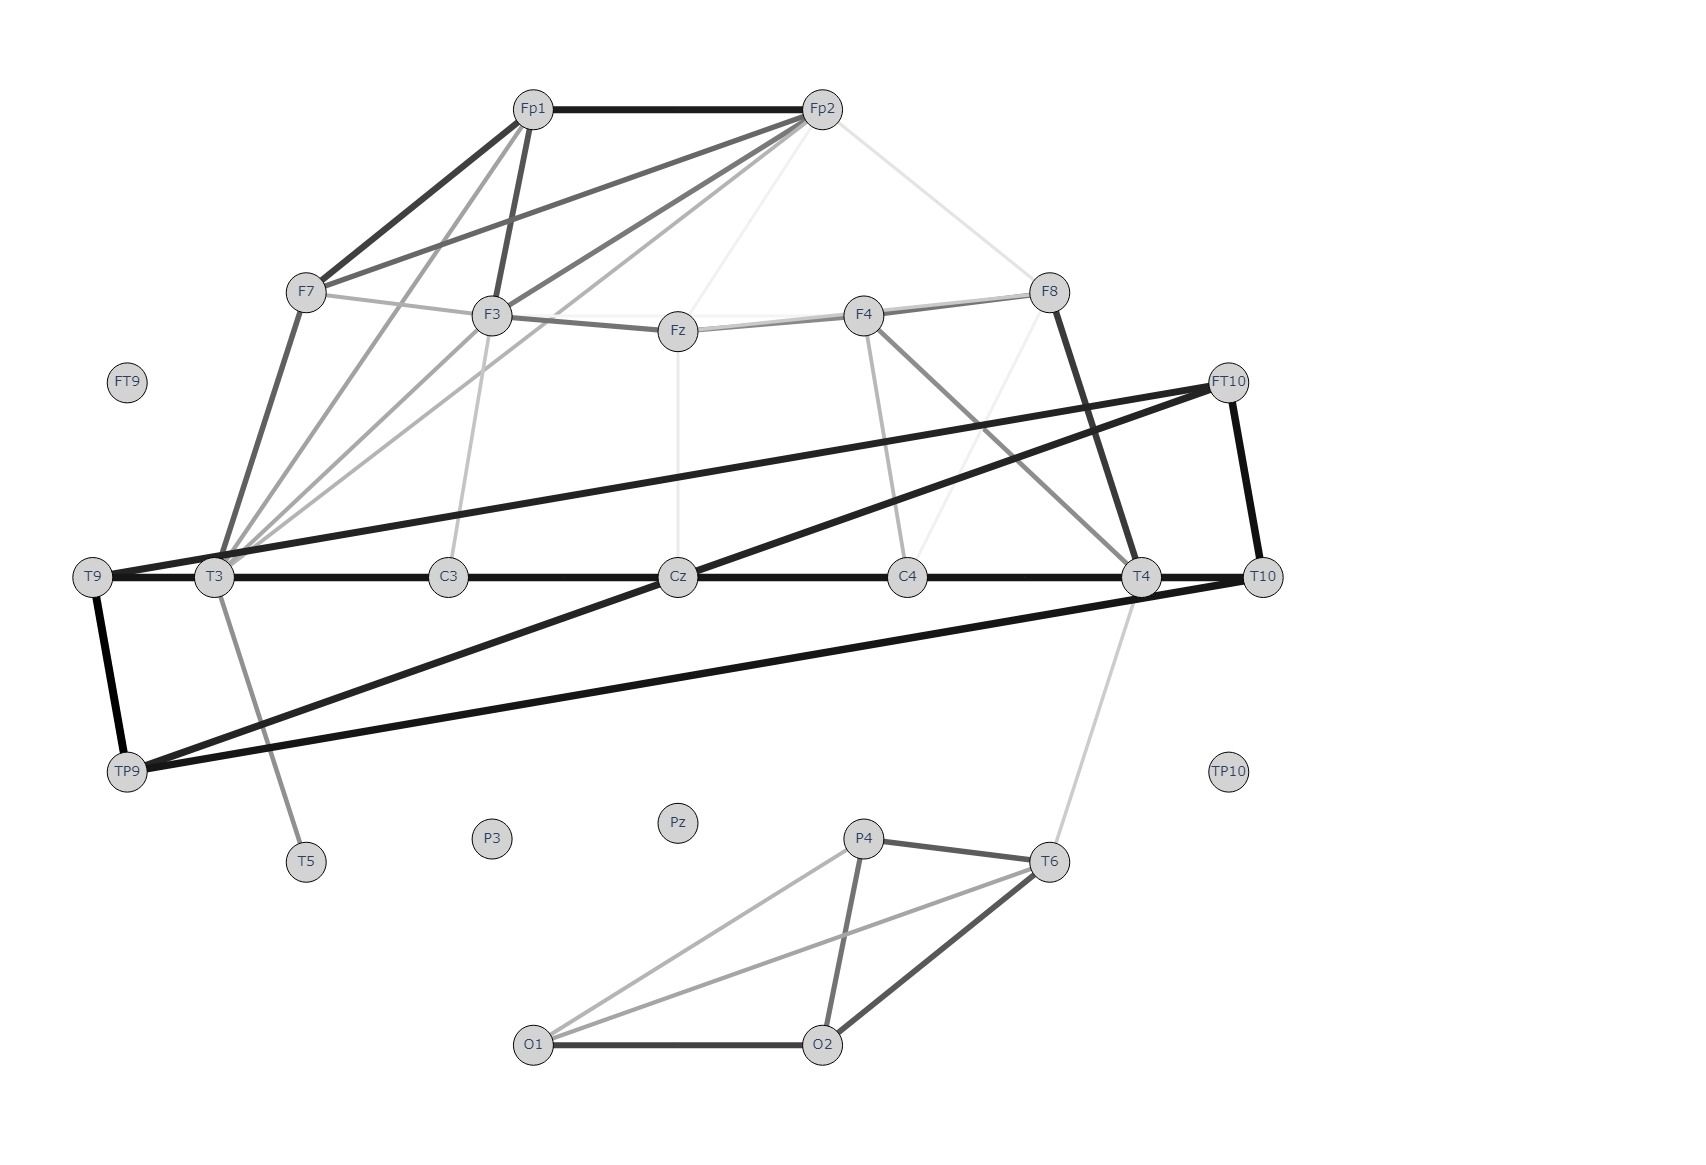 Fp1 Fp2
F7 F3 Fz F4 F8
FT9 FT10
T9 T3 C3 Cz C4 T4 T10
TP9 TP10
T5 P3 Pz P4 T6
O1 O2